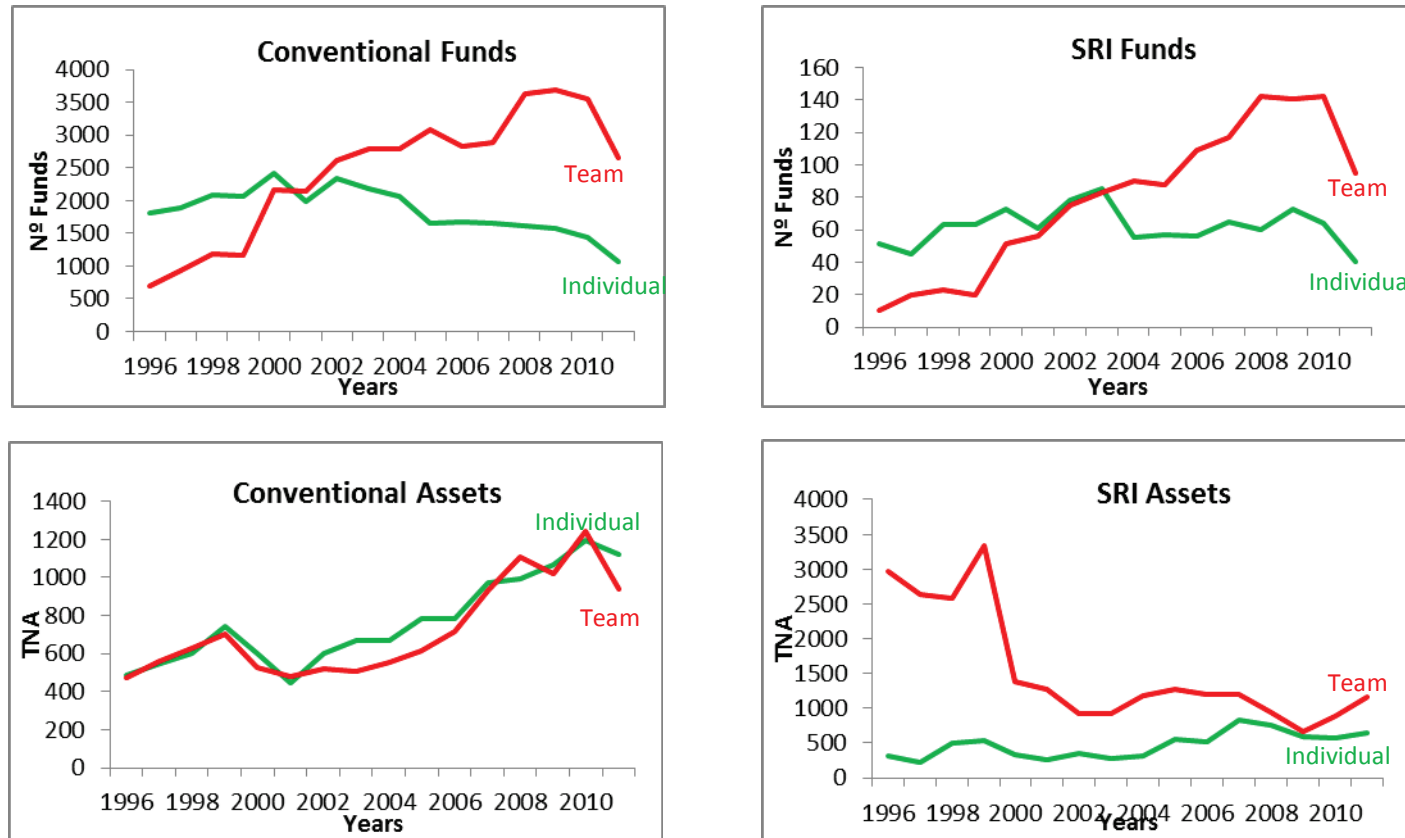 Conventional Funds
4000
3500
3000
2500
2000
1500
1000
500
0
Nº Funds
Team
Individual
1996 1998 2000 2002 2004 2006 2008 2010
Years
SRI Funds
160
140
120
100
80
60
40
20
0
Nº Funds
Team
Individua
1996 1998 2000 2002 2004 2006 2008 2010
Years
Conventional Assets
1400
1200
1000
800
600
400
200
0
TNA
Individual
Team
1996 1998 2000 2002 2004 2006 2008 2010
Years
SRI Assets
4000
3500
3000
2500
2000
1500
1000
500
0
TNA
Team
Individual
1996 1998 2000 2002 2004 2006 2008 2010
Years